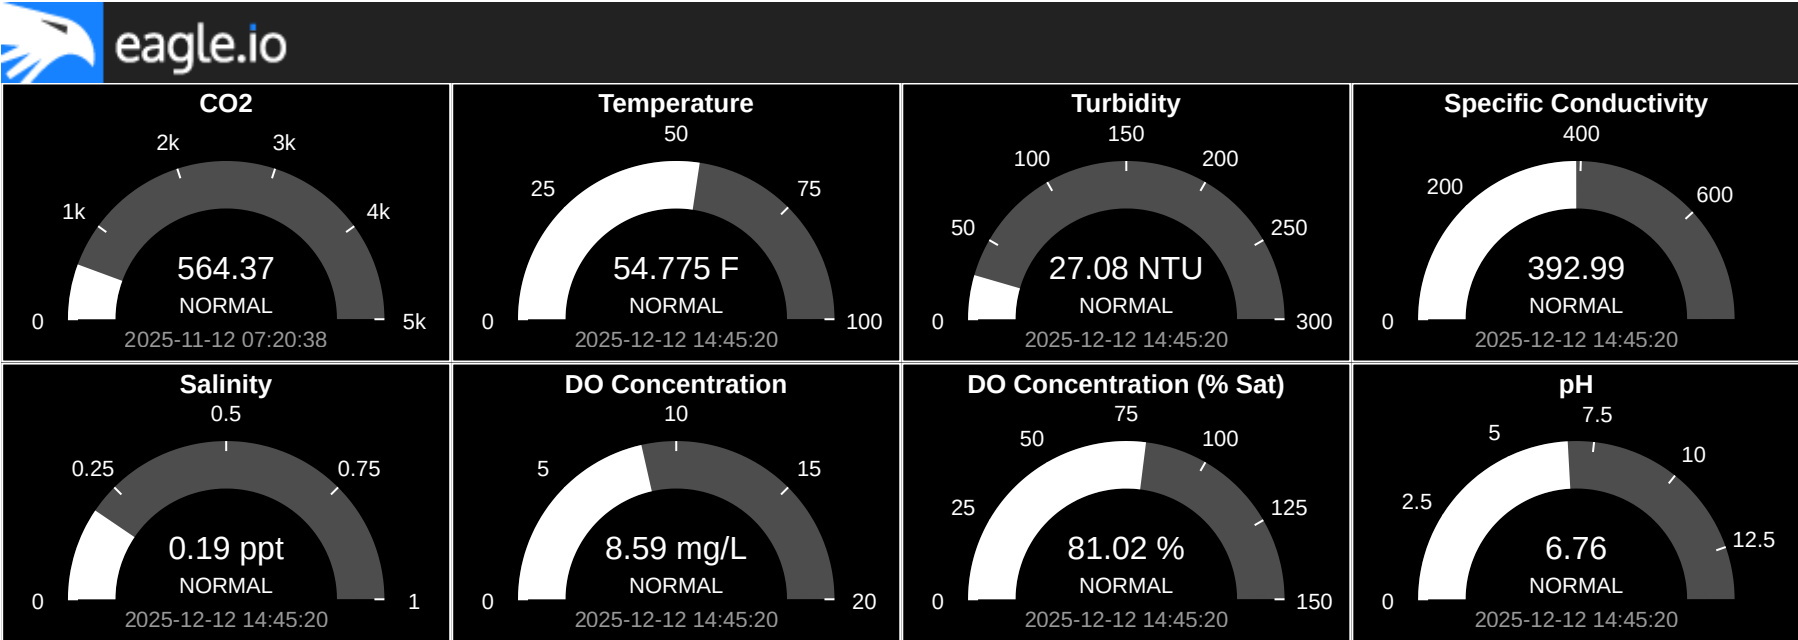 eagle.io
CO2
0
1k
2k
3k
4k
5k
564.37
NORMAL
2025-11-12 07:20:38
Temperature
0
25
50
75
100
54.775 F
NORMAL
2025-12-12 14:45:20
Turbidity
0
50
100
150
200
250
300
27.08 NTU
NORMAL
2025-12-12 14:45:20
Specific Conductivity
0
200
400
600
392.99
NORMAL
2025-12-12 14:45:20
Salinity
0
0.25
0.5
0.75
1
0.19 ppt
NORMAL
2025-12-12 14:45:20
DO Concentration
0
5
10
15
20
8.59 mg/L
NORMAL
2025-12-12 14:45:20
DO Concentration (% Sat)
0
25
50
75
100
125
150
81.02 %
NORMAL
2025-12-12 14:45:20
pH
0
2.5
5
7.5
10
12.5
6.76
NORMAL
2025-12-12 14:45:20